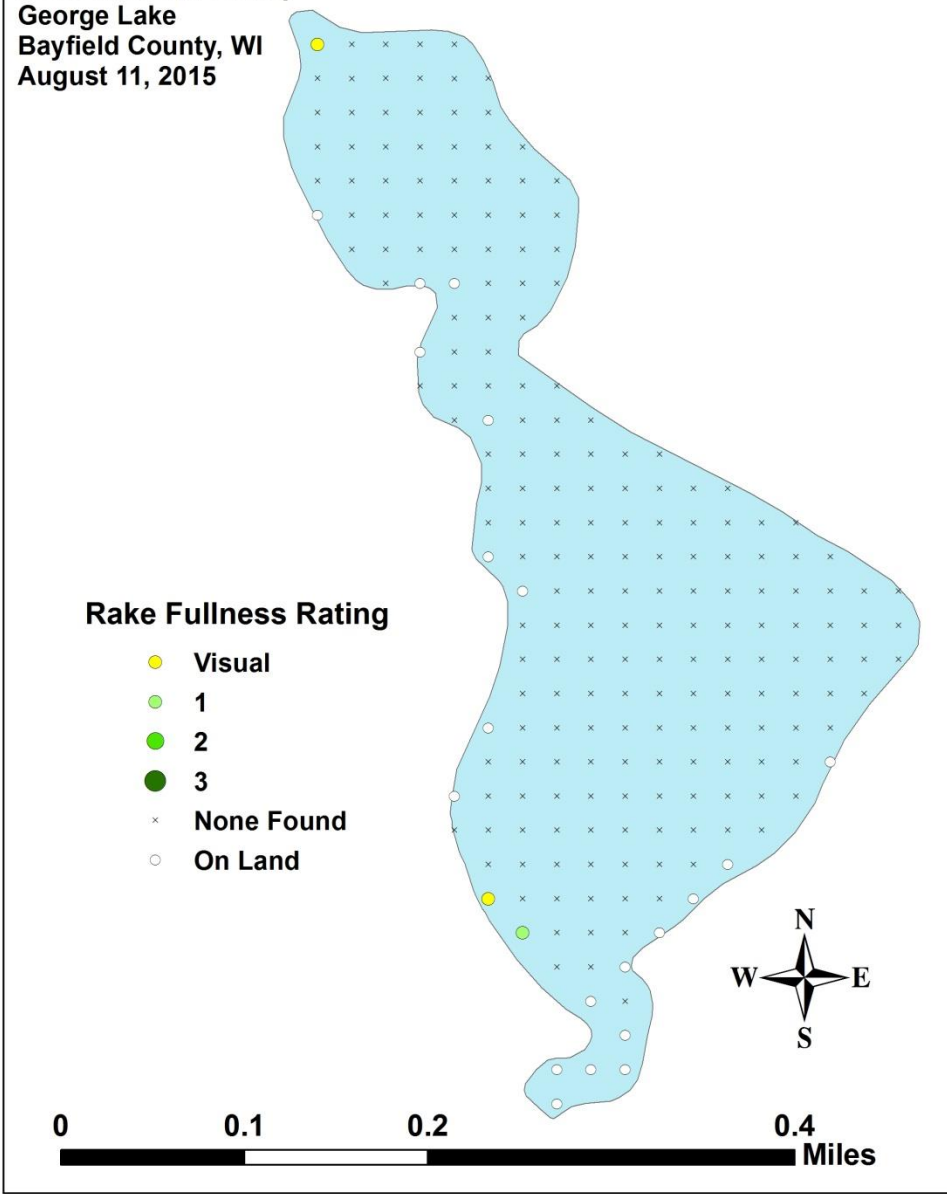 George Lake
Bayfield County, WI
August 11, 2015
Rake Fullness Rating
Visual
1
2
3
None Found
On Land
N
W E
S
0 0.1 0.2 0.4
Miles